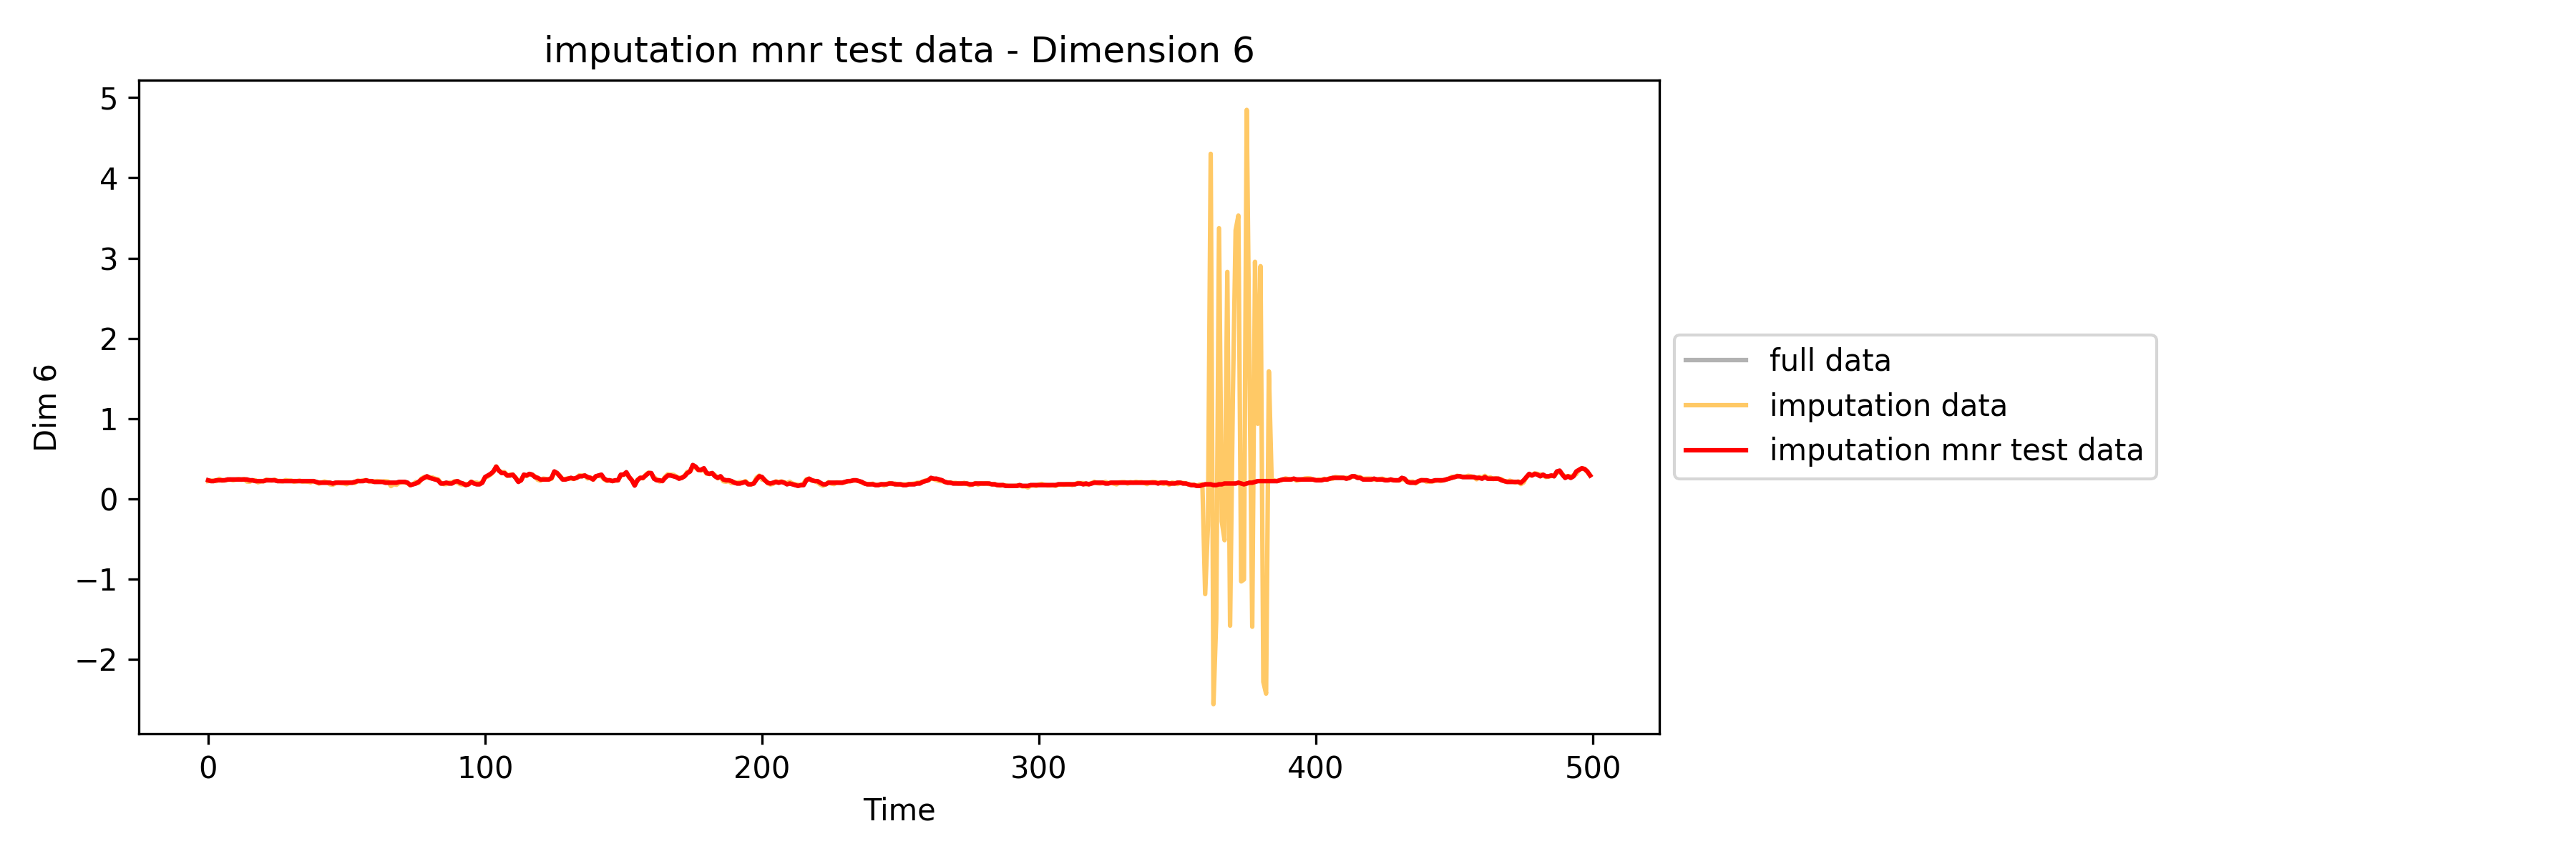 imputation mnr test data - Dimension 6
5
4
3
2
1
0
−1
−2
Dim 6
0 100 200 300 400 500
Time
full data
imputation data
imputation mnr test data